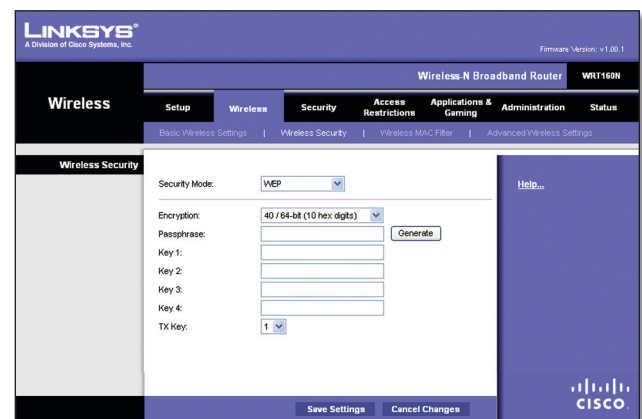 LINKSYS®
A Division of Cisco Systems, Inc.
Firmware Version: v1.00.1
Wireless-N Broadband Router WRT160N
Wireless
Setup Wireless Security Access Restrictions Applications & Gaming Administration Status
Basic Wireless Settings | Wireless Security | Wireless MAC Filter | Advanced Wireless Settings
Wireless Security
Security Mode: WEP
Help...
Encryption: 40 / 64-bit (10 hex digits)
Passphrase: Generate
Key 1:
Key 2:
Key 3:
Key 4:
TX Key: 1
Save Settings Cancel Changes
CISCO